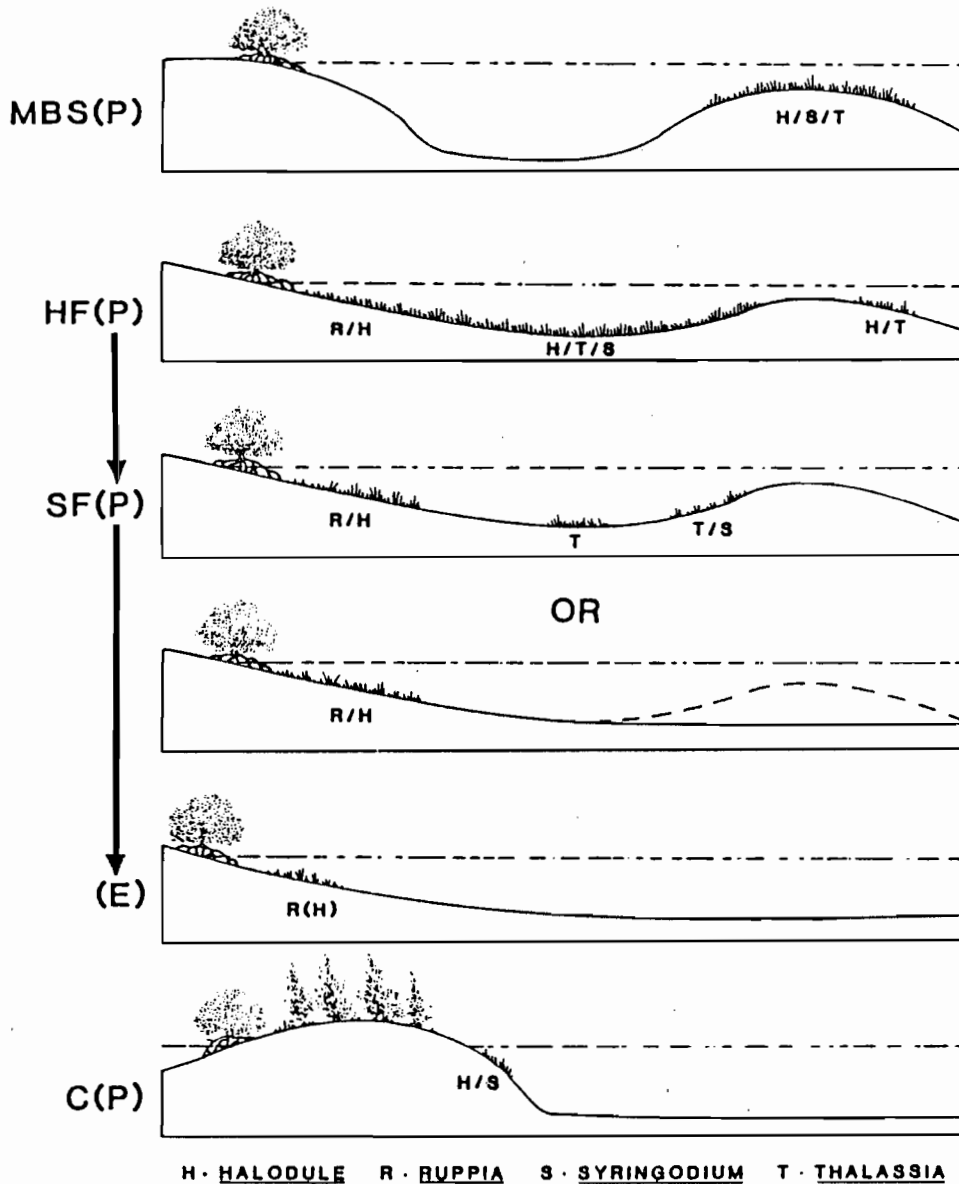 MBS(P)
H/S/T
HF(P)
R/H
H/T/S
H/T
SF(P)
R/H
T
T/S
OR
R/H
(E)
R(H)
C(P)
H/S
H · HALODULE R · RUPPIA S · SYRINGODIUM T · THALASSIA